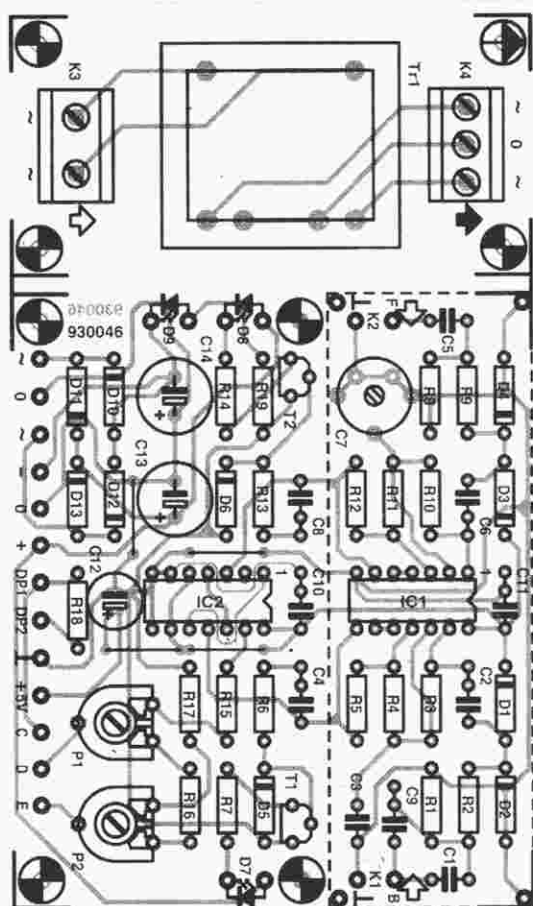 K3
Tr1
K4
~
~
~
0
~
930046
930046
D9
D8
C14
K2
F
T
C5
T
~
0
~
-
0
+
DP1
DP2
⊥
+5V
C
D
E
D11
D10
R14
R19
T2
C7
R8
R9
D4
C13
D13
D12
D6
R13
C8
R12
R11
R10
C6
D3
C12
R18
IC2
1
C10
IC1
1
C11
R17
R15
R6
C4
R5
R4
R3
C2
D1
P1
P2
R16
R7
D5
T1
C3
C9
R1
R2
D2
D7
K1
B
C1
T
T